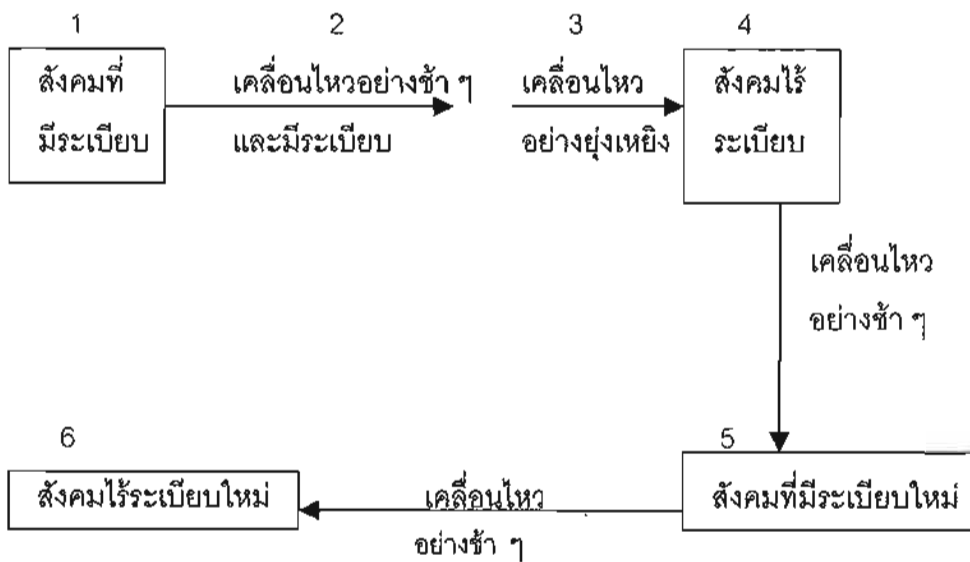 1
สังคมที่
มีระเบียบ
2
เคลื่อนไหวอย่างช้า ๆ
และมีระเบียบ
3
เคลื่อนไหว
อย่างยุ่งเหยิง
4
สังคมไร้
ระเบียบ
เคลื่อนไหว
อย่างช้า ๆ
5
สังคมที่มีระเบียบใหม่
เคลื่อนไหว
อย่างช้า ๆ
6
สังคมไร้ระเบียบใหม่